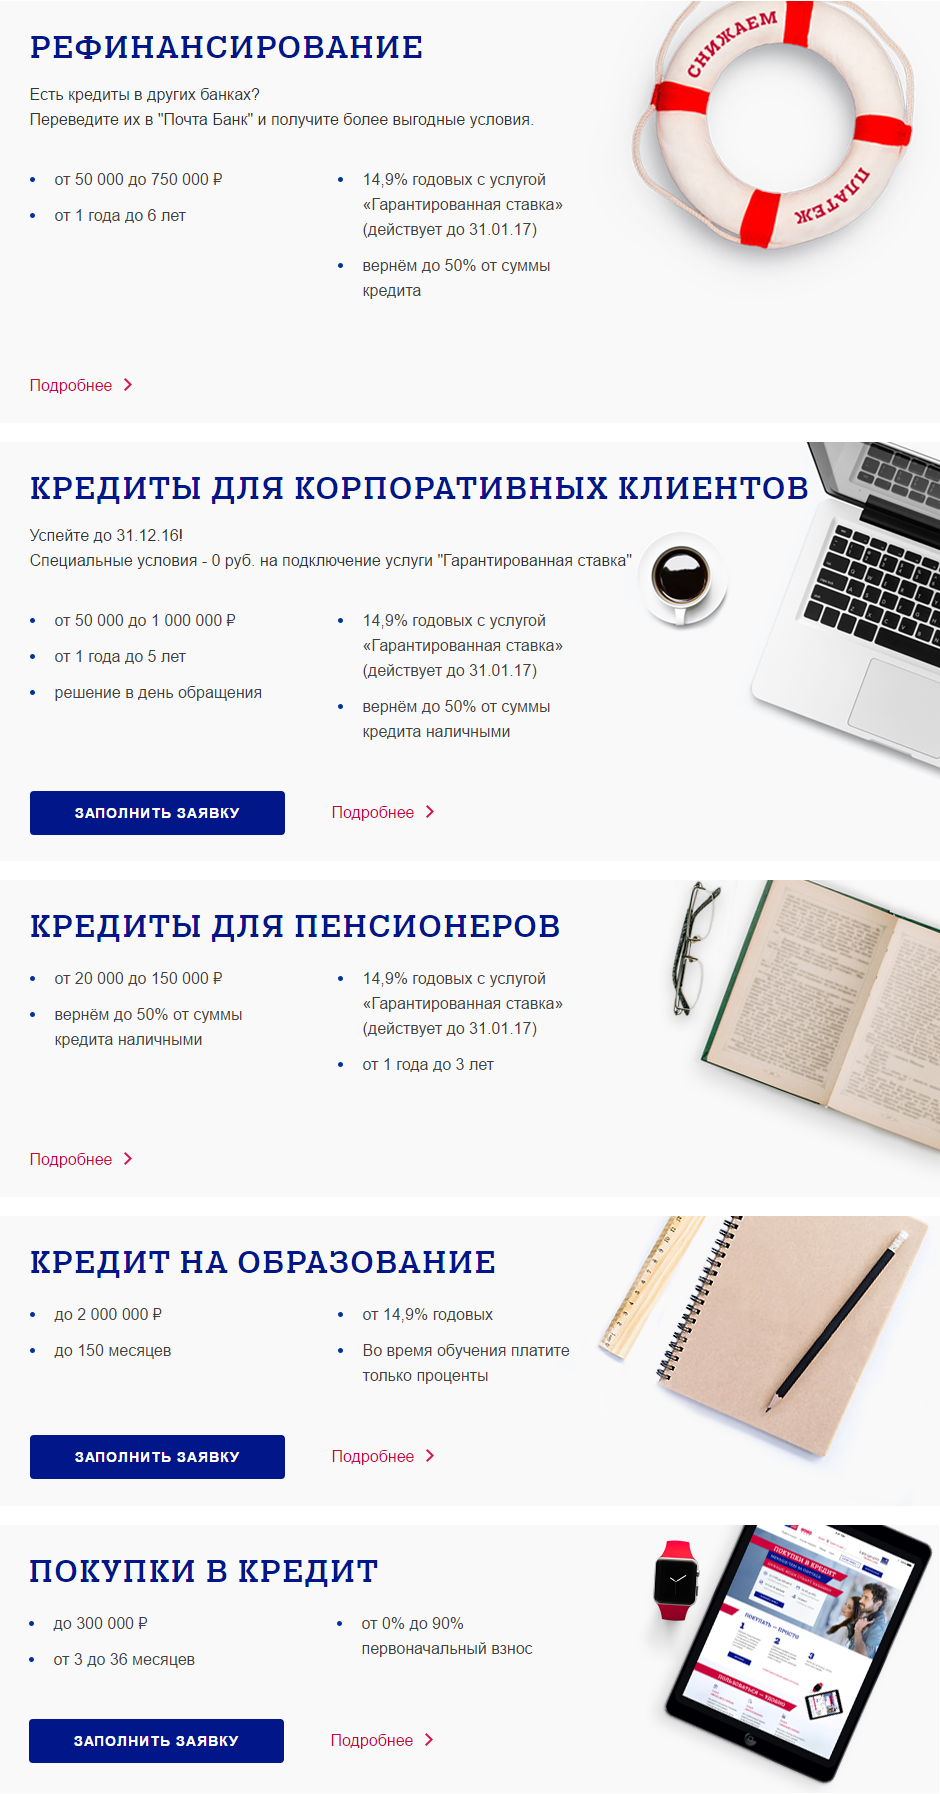 РЕФИНАНСИРОВАНИЕ
СНИЖАЕМ
ПЛАТЕЖ
Есть кредиты в других банках?
Переведите их в "Почта Банк" и получите более выгодные условия.
от 50 000 до 750 000 ₽
от 1 года до 6 лет
14,9% годовых с услугой
«Гарантированная ставка»
(действует до 31.01.17)
вернём до 50% от суммы
кредита
Подробнее
КРЕДИТЫ ДЛЯ КОРПОРАТИВНЫХ КЛИЕНТОВ
Успейте до 31.12.16!
Специальные условия - 0 руб. на подключение услуги "Гарантированная ставка"
от 50 000 до 1 000 000 ₽
от 1 года до 5 лет
решение в день обращения
14,9% годовых с услугой
«Гарантированная ставка»
(действует до 31.01.17)
вернём до 50% от суммы
кредита наличными
ЗАПОЛНИТЬ ЗАЯВКУ
Подробнее
КРЕДИТЫ ДЛЯ ПЕНСИОНЕРОВ
от 20 000 до 150 000 ₽
вернём до 50% от суммы
кредита наличными
14,9% годовых с услугой
«Гарантированная ставка»
(действует до 31.01.17)
от 1 года до 3 лет
Подробнее
КРЕДИТ НА ОБРАЗОВАНИЕ
до 2 000 000 ₽
до 150 месяцев
от 14,9% годовых
Во время обучения платите
только проценты
ЗАПОЛНИТЬ ЗАЯВКУ
Подробнее
ПОКУПКИ В КРЕДИТ
до 300 000 ₽
от 3 до 36 месяцев
от 0% до 90%
первоначальный взнос
ЗАПОЛНИТЬ ЗАЯВКУ
Подробнее
ПОКУПКИ В КРЕДИТ
ПОКУПАТЬ — ПРОСТО
1
2
3
ПОЛЬЗОВАТЬСЯ — УДОБНО